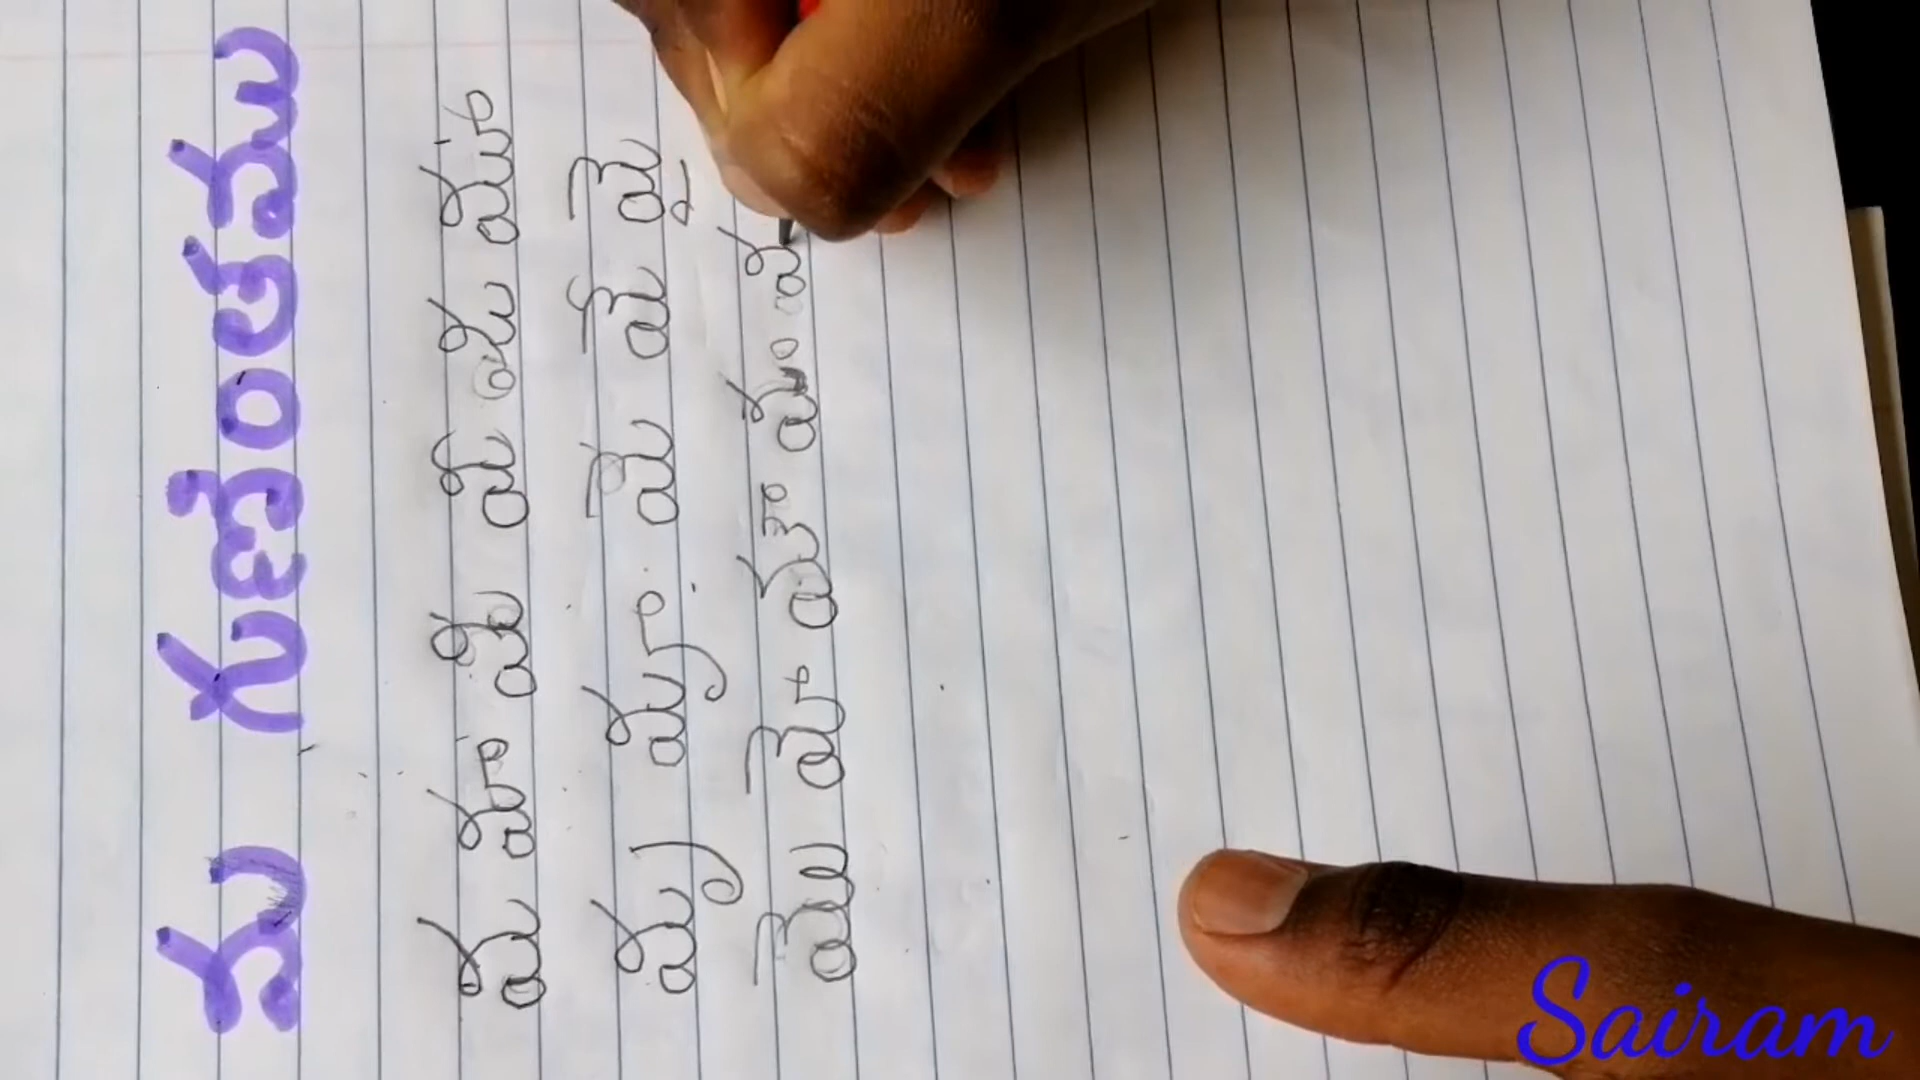 మ గుణింతము
మ మా మి మీ ము మూ
మృ మౄ మె మే మై
మొ మో మౌ మం
Sairam